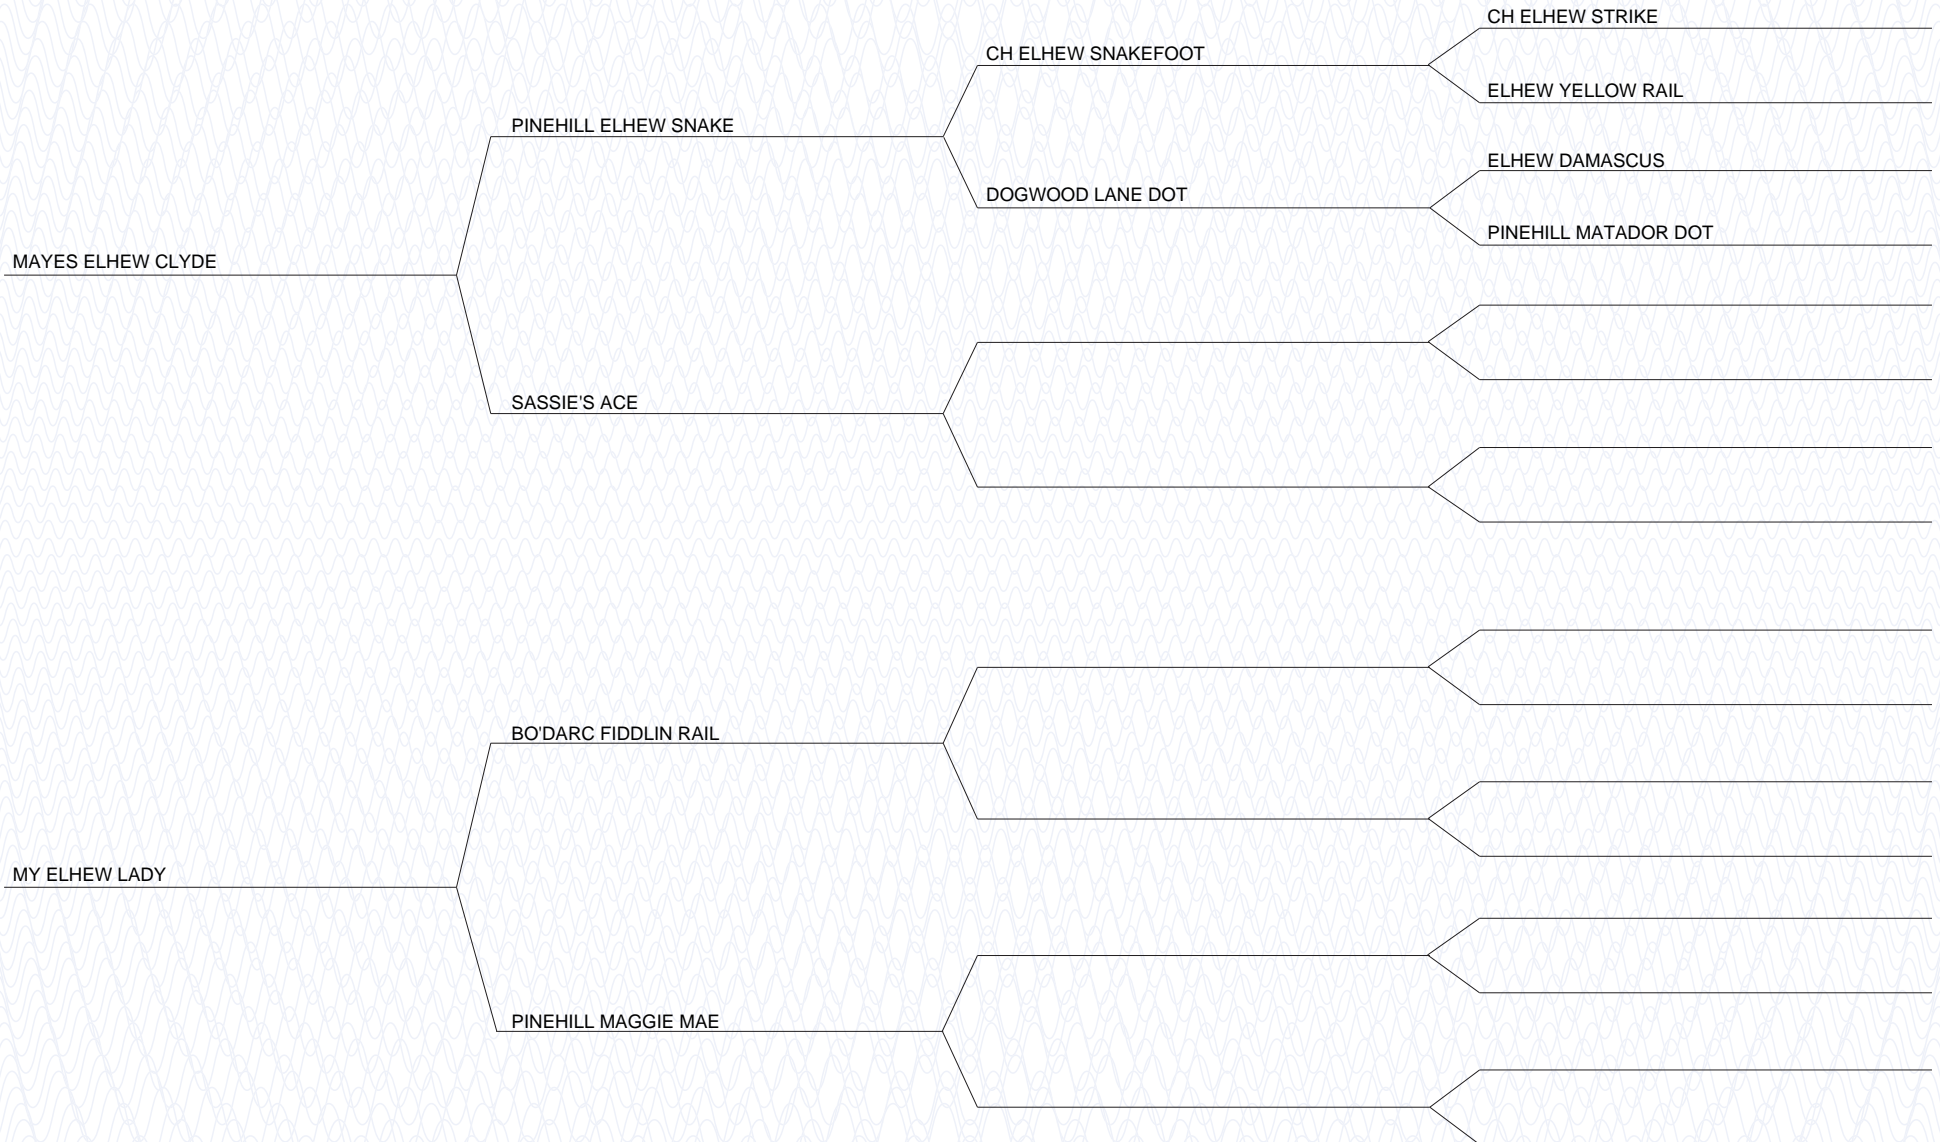 CH ELHEW STRIKE
CH ELHEW SNAKEFOOT
ELHEW YELLOW RAIL
PINEHILL ELHEW SNAKE
ELHEW DAMASCUS
DOGWOOD LANE DOT
PINEHILL MATADOR DOT
MAYES ELHEW CLYDE
SASSIE'S ACE
BO'DARC FIDDLIN RAIL
MY ELHEW LADY
PINEHILL MAGGIE MAE